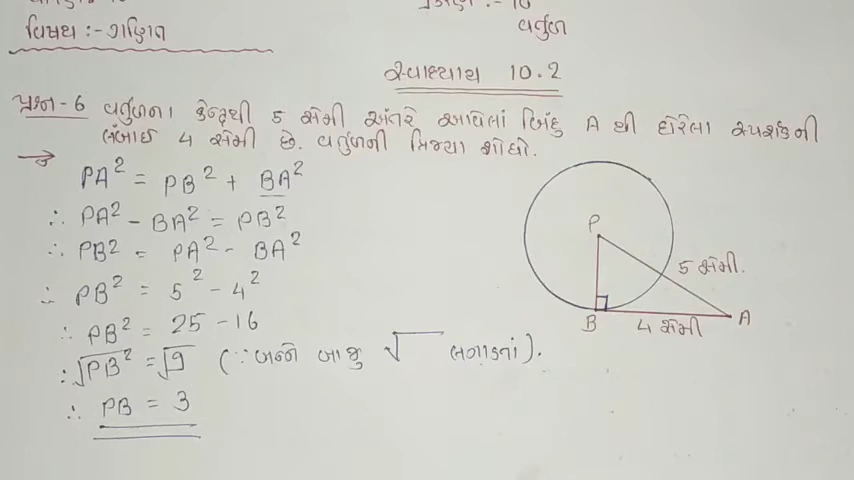 વિષય :- ગણિત
વર્તુળ
સ્વાધ્યાય 10.2
પ્રશ્ન - 6 વર્તુળના કેન્દ્રથી 5 સેમી અંતરે આવેલાં બિંદુ A થી દોરેલા સ્પર્શકની
લંબાઈ 4 સેમી છે. વર્તુળની ત્રિજ્યા શોધો.
→ PA² = PB² + BA²
∴ PA² - BA² = PB²
∴ PB² = PA² - BA²
∴ PB² = 5² - 4²
∴ PB² = 25 - 16
∴ √PB² = √9 (∵ બન્ને બાજુ √ લગાડતાં).
∴ PB = 3
P
5 સેમી.
B 4 સેમી A